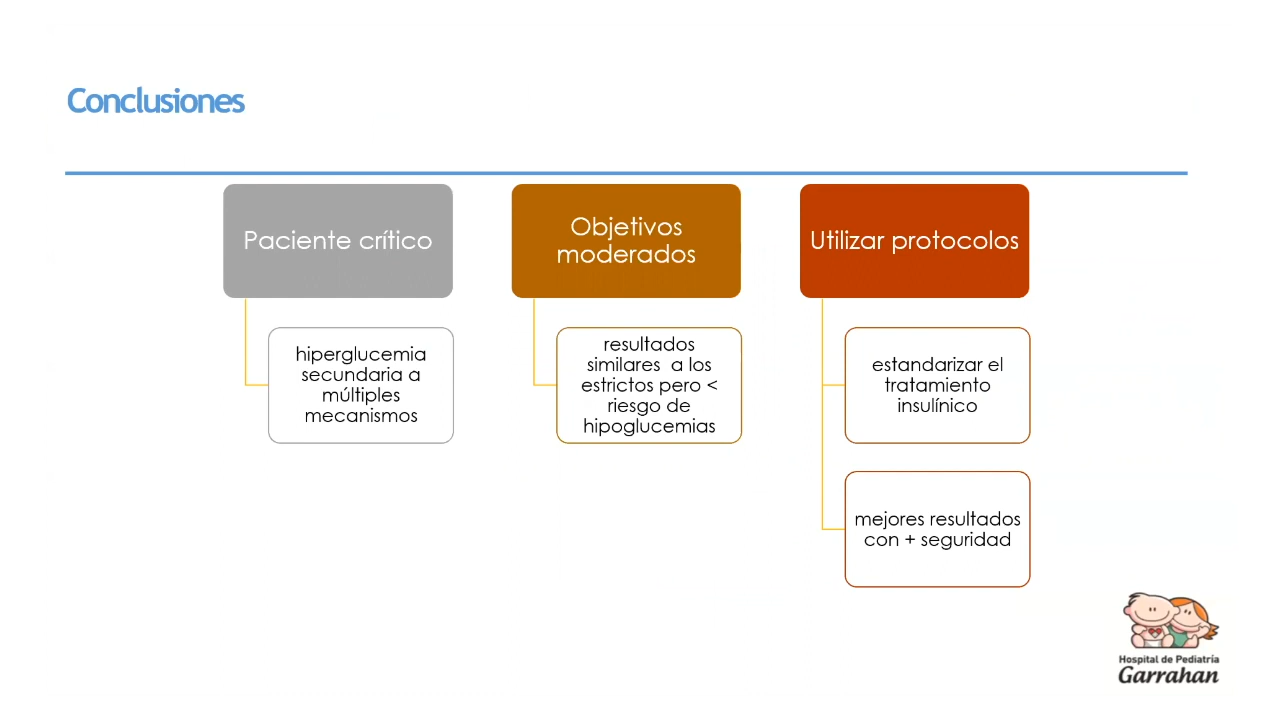 Conclusiones
Paciente crítico
hiperglucemia
secundaria a
múltiples
mecanismos
Objetivos
moderados
resultados
similares a los
estrictos pero <
riesgo de
hipoglucemias
Utilizar protocolos
estandarizar el
tratamiento
insulínico
mejores resultados
con + seguridad
Hospital de Pediatría
Garrahan